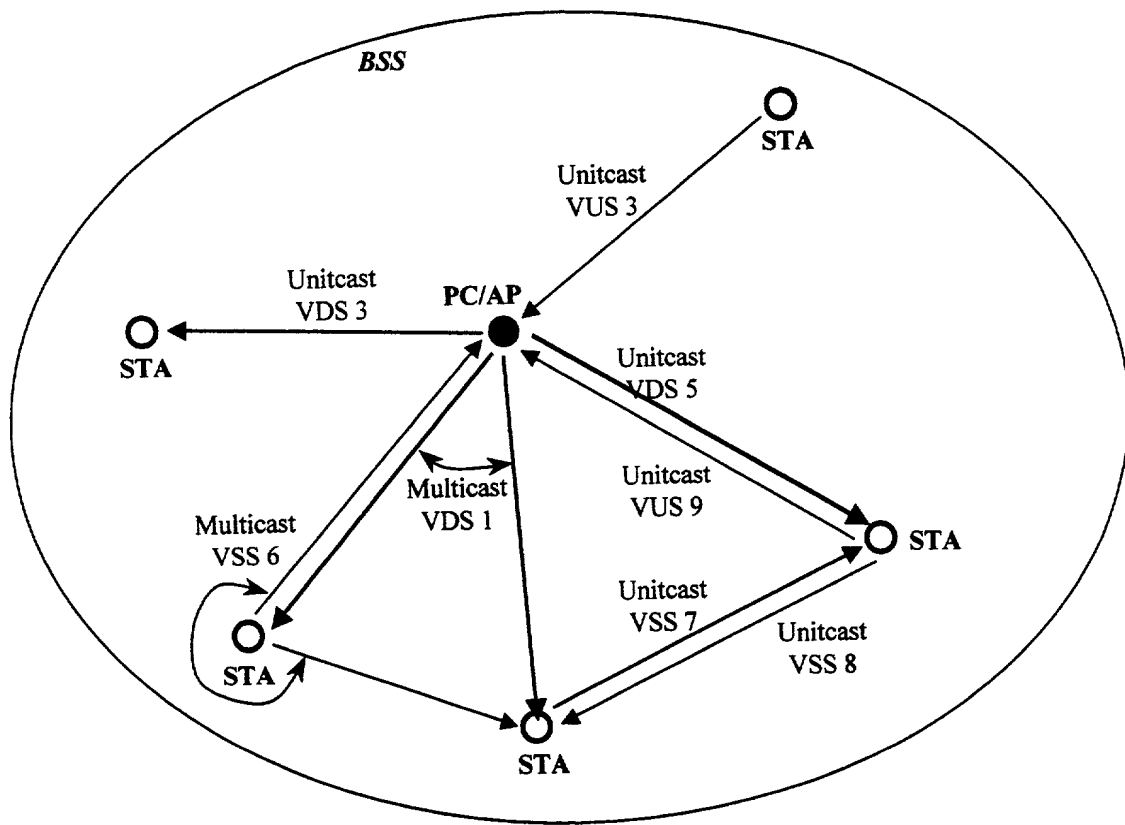 BSS
STA
Unitcast
VUS 3
Unitcast
VDS 3
PC/AP
STA
Unitcast
VDS 5
Multicast
VDS 1
Unitcast
VUS 9
Multicast
VSS 6
STA
Unitcast
VSS 7
Unitcast
VSS 8
STA
STA